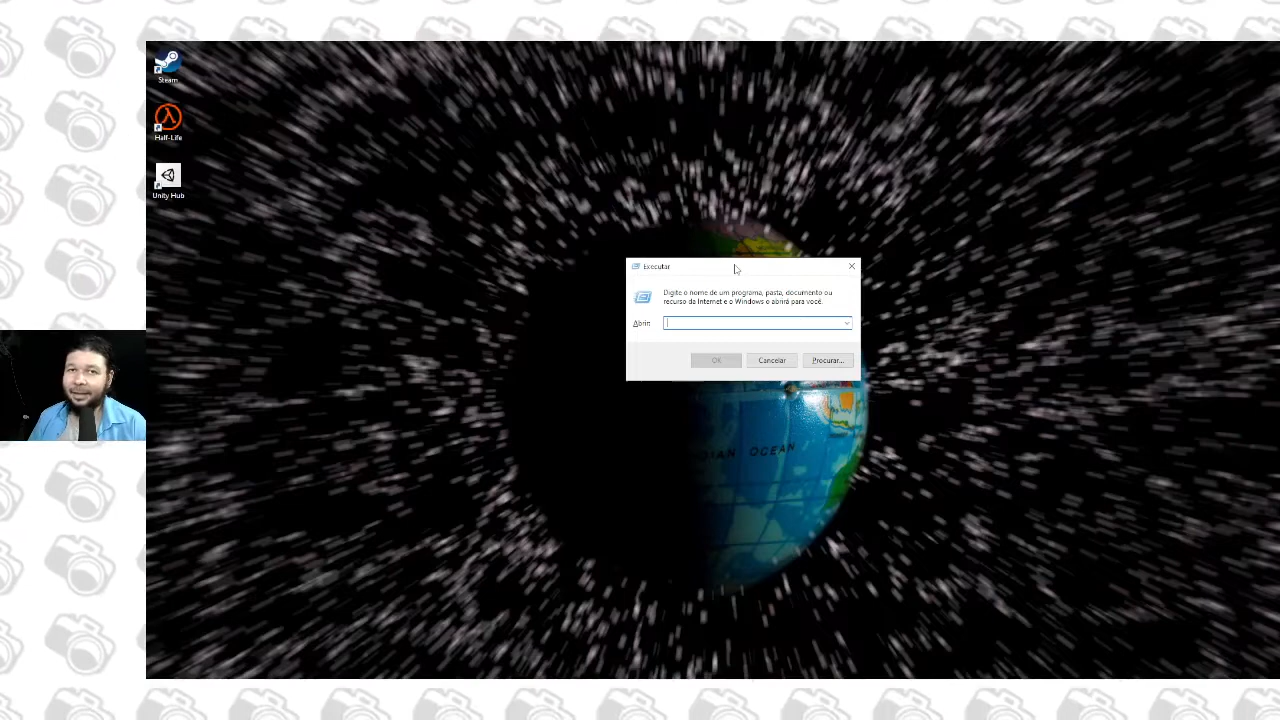 Steam
Half-Life
Unity Hub
Executar
Digite o nome de um programa, pasta, documento ou
recurso da Internet e o Windows o abrirá para você.
Abrir:
OK
Cancelar
Procurar...
DIAN OCEAN